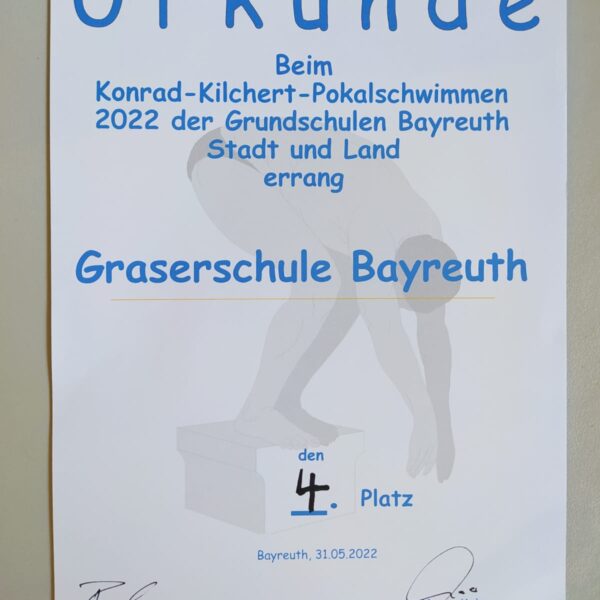 Urkunde
Beim
Konrad-Kilchert-Pokalschwimmen
2022 der Grundschulen Bayreuth
Stadt und Land
errang
Graserschule Bayreuth
den
4. Platz
Bayreuth, 31.05.2022